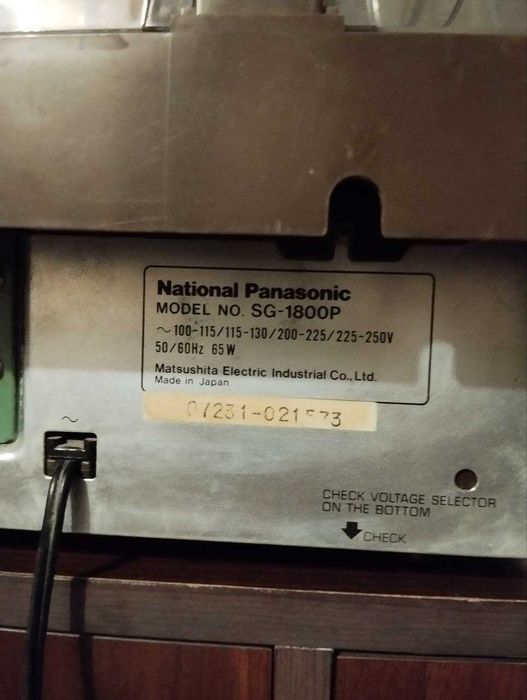 National Panasonic
MODEL NO. SG-1800P
~ 100-115/115-130/200-225/225-250V
50/60Hz 65W
Matsushita Electric Industrial Co., Ltd.
Made in Japan
~
CHECK VOLTAGE SELECTOR
ON THE BOTTOM
CHECK